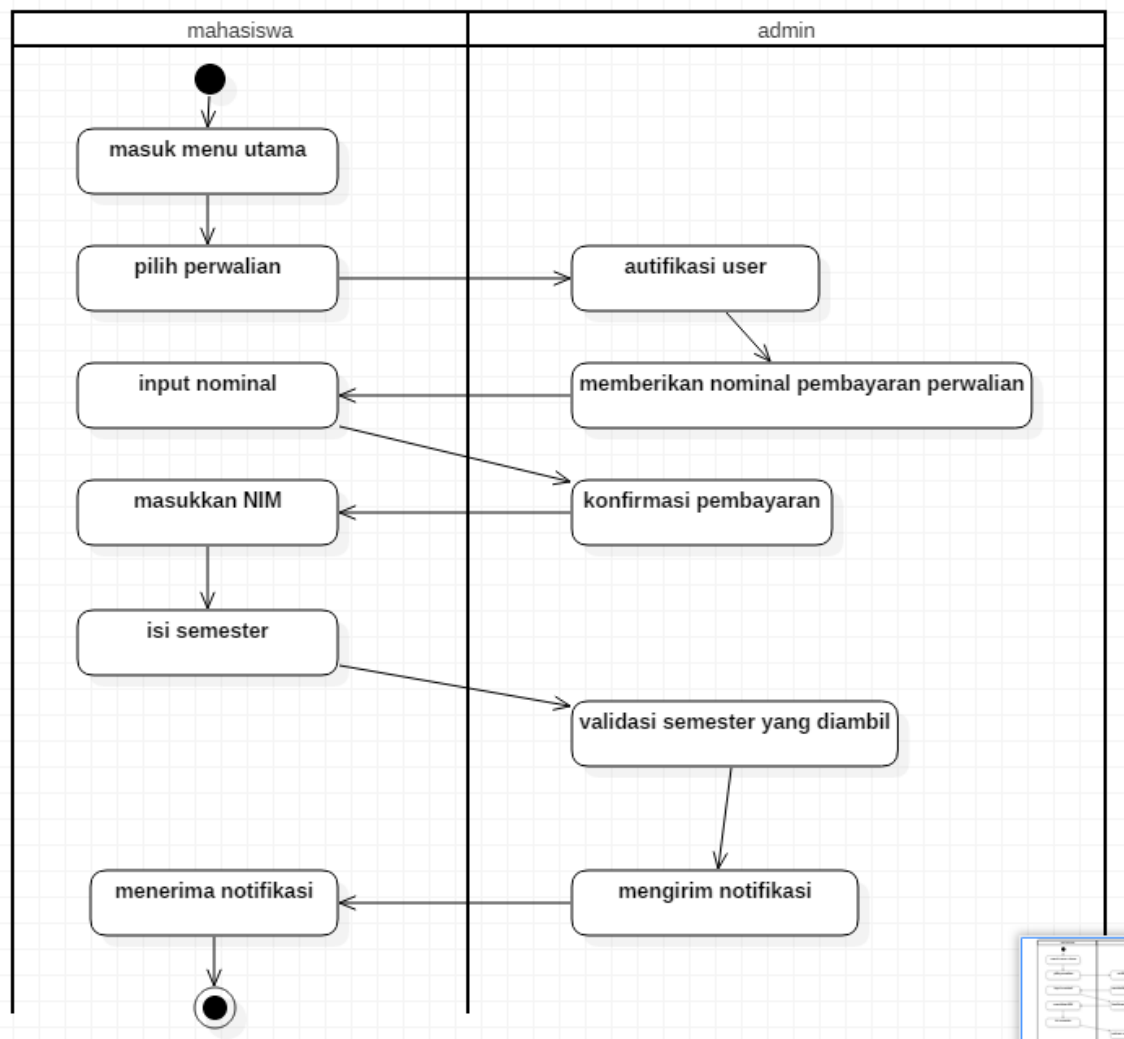 mahasiswa
admin
masuk menu utama
pilih perwalian
autifikasi user
input nominal
memberikan nominal pembayaran perwalian
masukkan NIM
konfirmasi pembayaran
isi semester
validasi semester yang diambil
menerima notifikasi
mengirim notifikasi